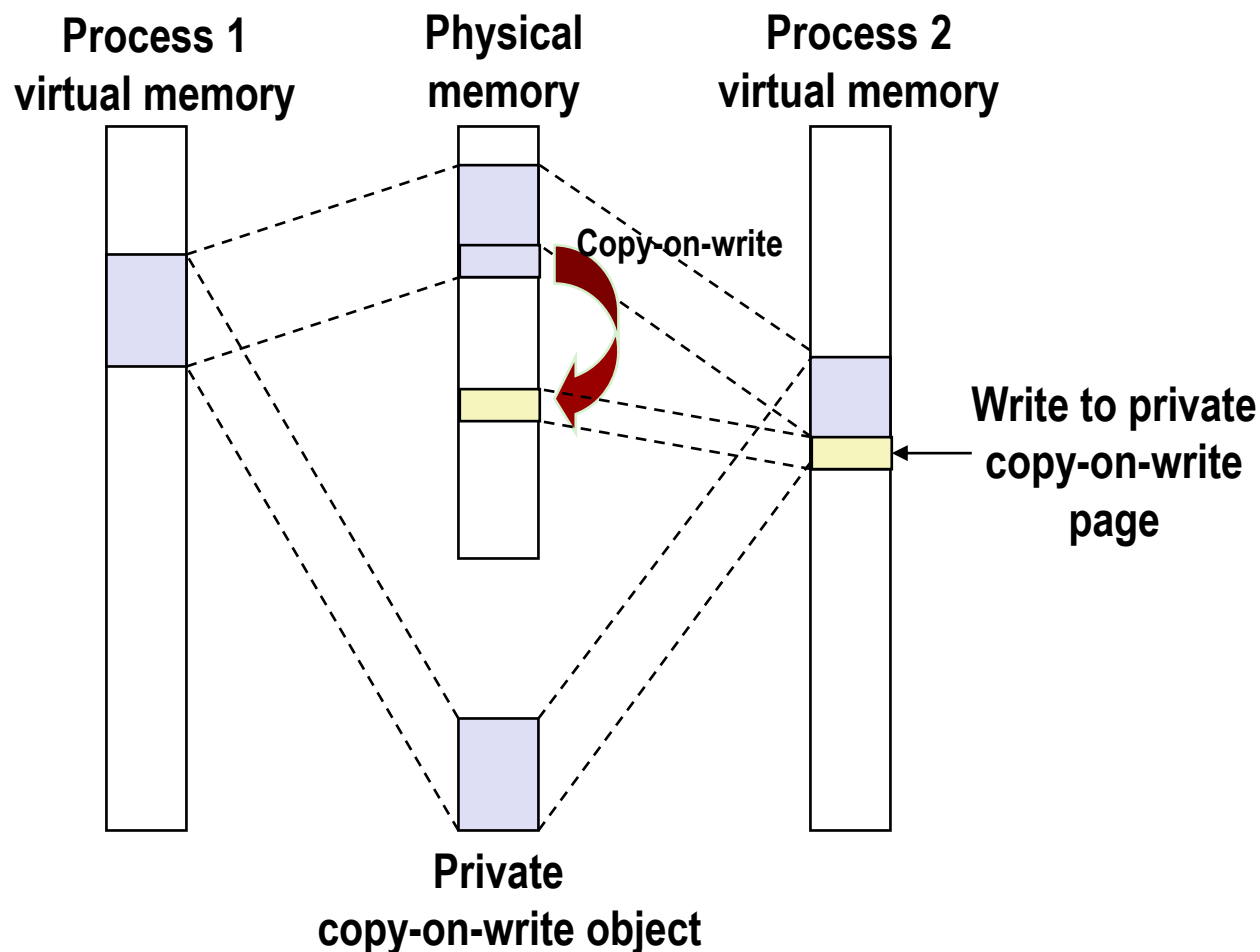 Process 1
virtual memory
Physical
memory
Process 2
virtual memory
Copy-on-write
Write to private
copy-on-write
page
Private
copy-on-write object